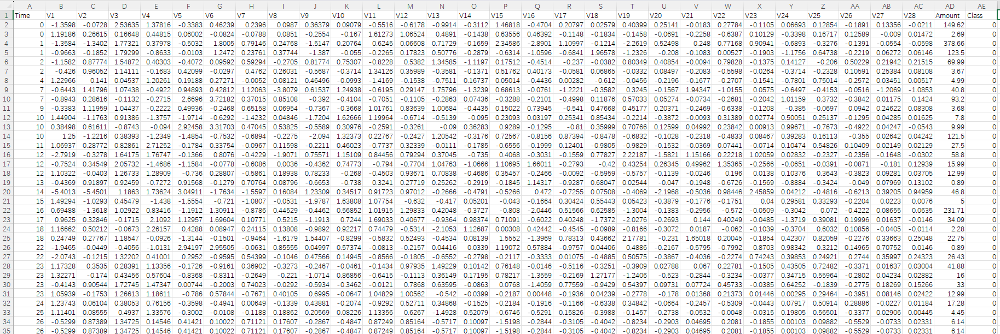 A B C D E F G H I J K L M N O P Q R S T U V W X Y Z AA AB AC AD AE
1 Time V1 V2 V3 V4 V5 V6 V7 V8 V9 V10 V11 V12 V13 V14 V15 V16 V17 V18 V19 V20 V21 V22 V23 V24 V25 V26 V27 V28 Amount Class
2 0 -1.3598 -0.0728 2.53635 1.37816 -0.3383 0.46239 0.2396 0.0987 0.36379 0.09079 -0.5516 -0.6178 -0.9914 -0.3112 1.46818 -0.4704 0.20797 0.02579 0.40399 0.25141 -0.0183 0.27784 -0.1105 0.06693 0.12854 -0.1891 0.13356 -0.0211 149.62 0
3 0 1.19186 0.26615 0.16648 0.44815 0.06002 -0.0824 -0.0788 0.0851 -0.2554 -0.167 1.61273 1.06524 0.4891 -0.1438 0.63556 0.46392 -0.1148 -0.1834 -0.1458 -0.0691 -0.2258 -0.6387 0.10129 -0.3398 0.16717 0.12589 -0.009 0.01472 2.69 0
4 1 -1.3584 -1.3402 1.77321 0.37978 -0.5032 1.8005 0.79146 0.24768 -1.5147 0.20764 0.6245 0.06608 0.71729 -0.1659 2.34586 -2.8901 1.10997 -0.1214 -2.2619 0.52498 0.248 0.77168 0.90941 -0.6893 -0.3276 -0.1391 -0.0554 -0.0598 378.66 0
5 1 -0.9663 -0.1852 1.79299 -0.8633 -0.0103 1.2472 0.23761 0.37744 -1.387 -0.055 -0.2265 0.17823 0.50776 -0.2879 -0.6314 -1.0596 -0.6841 1.96578 -1.2326 -0.208 -0.1083 0.00527 -0.1903 -1.1756 0.64738 -0.2219 0.06272 0.06146 123.5 0
6 2 -1.1582 0.87774 1.54872 0.40303 -0.4072 0.09592 0.59294 -0.2705 0.81774 0.75307 -0.8228 0.5382 1.34585 -1.1197 0.17512 -0.4514 -0.237 -0.0382 0.80349 0.40854 -0.0094 0.79828 -0.1375 0.14127 -0.206 0.50229 0.21942 0.21515 69.99 0
7 2 -0.426 0.96052 1.14111 -0.1683 0.42099 -0.0297 0.4762 0.26031 -0.5687 -0.3714 1.34126 0.35989 -0.3581 -0.1371 0.51762 0.40173 -0.0581 0.06865 -0.0332 0.08497 -0.2083 -0.5598 -0.0264 -0.3714 -0.2328 0.10591 0.25384 0.08108 3.67 0
8 4 1.22966 0.141 0.04537 1.20261 0.19188 0.27271 -0.0052 0.08121 0.46496 -0.0993 -1.4169 -0.1538 -0.7511 0.16737 0.05014 -0.4436 0.00282 -0.612 -0.0456 -0.2196 -0.1677 -0.2707 -0.1541 -0.7801 0.75014 -0.2572 0.03451 0.00517 4.99 0
9 7 -0.6443 1.41796 1.07438 -0.4922 0.94893 0.42812 1.12063 -3.8079 0.61537 1.24938 -0.6195 0.29147 1.75796 -1.3239 0.68613 -0.0761 -1.2221 -0.3582 0.3245 -0.1567 1.94347 -1.0155 0.0575 -0.6497 -0.4153 -0.0516 -1.2069 -1.0853 40.8 0
10 7 -0.8943 0.28616 -0.1132 -0.2715 2.6696 3.72182 0.37015 0.85108 -0.392 -0.4104 -0.7051 -0.1105 -0.2863 0.07436 -0.3288 -0.2101 -0.4998 0.11876 0.57033 0.05274 -0.0734 -0.2681 -0.2042 1.01159 0.3732 -0.3842 0.01175 0.1424 93.2 0
11 9 -0.3383 1.11959 1.04437 -0.2222 0.49936 -0.2468 0.65158 0.06954 -0.7367 -0.3668 1.01761 0.83639 1.00684 -0.4435 0.15022 0.73945 -0.541 0.47668 0.45177 0.20371 -0.2469 -0.6338 -0.1208 -0.385 -0.0697 0.0942 0.24622 0.08308 3.68 0
12 10 1.44904 -1.1763 0.91386 -1.3757 -1.9714 -0.6292 -1.4232 0.04846 -1.7204 1.62666 1.19964 -0.6714 -0.5139 -0.095 0.23093 0.03197 0.25341 0.85434 -0.2214 -0.3872 -0.0093 0.31389 0.02774 0.50051 0.25137 -0.1295 0.04285 0.01625 7.8 0
13 10 0.38498 0.61611 -0.8743 -0.094 2.92458 3.31703 0.47045 0.53825 -0.5589 0.30976 -0.2591 -0.3261 -0.09 0.36283 0.9289 -0.1295 -0.81 0.35999 0.70766 0.12599 0.04992 0.23842 0.00913 0.99671 -0.7673 -0.4922 0.04247 -0.0543 9.99 0
14 10 1.25 -1.2216 0.38393 -1.2349 -1.4854 -0.7532 -0.6894 -0.2275 -2.094 1.32373 0.22767 -0.2427 1.20542 -0.3176 0.72567 -0.8156 0.87394 -0.8478 -0.6832 -0.1028 -0.2318 -0.4833 0.08467 0.39283 0.16113 -0.355 0.02642 0.04242 121.5 0
15 11 1.06937 0.28772 0.82861 2.71252 -0.1784 0.33754 -0.0967 0.11598 -0.2211 0.46023 -0.7737 0.32339 -0.0111 -0.1785 -0.6556 -0.1999 0.12401 -0.9805 -0.9829 -0.1532 -0.0369 0.07441 -0.0714 0.10474 0.54826 0.10409 0.02149 0.02129 27.5 0
16 12 -2.7919 -0.3278 1.64175 1.76747 -0.1366 0.8076 -0.4229 -1.9071 0.75571 1.15109 0.84456 0.79294 0.37045 -0.735 0.4068 -0.3031 -0.1559 0.77827 2.22187 -1.5821 1.15166 0.22218 1.02059 0.02832 -0.2327 -0.2356 -0.1648 -0.0302 58.8 0
17 12 -0.7524 0.34549 2.05732 -1.4686 -1.1584 -0.0778 -0.6086 0.0036 -0.4362 0.74773 -0.794 -0.7704 1.04763 -1.0666 1.10695 1.66011 -0.2793 -0.42 0.43254 0.26345 0.49962 1.35365 -0.2566 -0.0651 -0.0391 -0.0871 -0.181 0.12939 15.99 0
18 12 1.10322 -0.0403 1.26733 1.28909 -0.736 0.28807 -0.5861 0.18938 0.78233 -0.268 -0.4503 0.93671 0.70838 -0.4686 0.35457 -0.2466 -0.0092 -0.5959 -0.5757 -0.1139 -0.0246 0.196 0.0138 0.10376 0.3643 -0.3823 0.09281 0.03705 12.99 0
19 13 -0.4369 0.91897 0.92459 -0.7272 0.91568 -0.1279 0.70764 0.08796 -0.6653 -0.738 0.3241 0.27719 0.25262 -0.2919 -0.1845 1.14317 -0.9287 0.68047 0.02544 -0.047 -0.1948 -0.6726 -0.1569 -0.8884 -0.3424 -0.049 0.07969 0.13102 0.89 0
20 14 -5.4013 -5.4501 1.1863 1.73624 3.04911 -1.7634 -1.5597 0.16084 1.23309 0.34517 0.91723 0.97012 -0.2666 -0.4791 -0.5266 0.472 -0.7255 0.07508 -0.4069 -2.1968 -0.5036 0.98446 2.45859 0.04212 -0.4816 -0.6213 0.39205 0.94959 46.8 0
21 15 1.49294 -1.0293 0.45479 -1.438 -1.5554 -0.721 -1.0807 -0.0531 -1.9787 1.63808 1.07754 -0.632 -0.417 0.05201 -0.043 -0.1664 0.30424 0.55443 0.05423 -0.3879 -0.1776 -0.1751 0.04 0.29581 0.33293 -0.2204 0.0223 0.0076 5 0
22 16 0.69488 -1.3618 1.02922 0.83416 -1.1912 1.30911 -0.8786 0.44529 -0.4462 0.56852 1.01915 1.29833 0.42048 -0.3727 -0.808 -2.0446 0.51566 0.62585 -1.3004 -0.1383 -0.2956 -0.572 -0.0509 -0.3042 0.072 -0.4222 0.08655 0.0635 231.71 0
23 17 0.9625 0.32846 -0.1715 2.1092 1.12957 1.69604 0.10771 0.5215 -1.1913 0.7244 1.69033 0.40677 -0.9364 0.98374 0.71091 -0.6022 0.40248 -1.7372 -2.0276 -0.2693 0.144 0.40249 -0.0485 -1.3719 0.39081 0.19996 0.01637 -0.0146 34.09 0
24 18 1.16662 0.50212 -0.0673 2.26157 0.4288 0.08947 0.24115 0.13808 -0.9892 0.92217 0.74479 -0.5314 -2.1053 1.12687 0.00308 0.42442 -0.4545 -0.0989 -0.8166 -0.3072 0.0187 -0.062 -0.1039 -0.3704 0.6032 0.10856 -0.0405 -0.0114 2.28 0
25 18 0.24749 0.27767 1.18547 -0.0926 -1.3144 -0.1501 -0.9464 -1.6179 1.54407 -0.8299 -0.5832 0.52493 -0.4534 0.08139 1.5552 -1.3969 0.78313 0.43662 2.17781 -0.231 1.65018 0.20045 -0.1854 0.42307 0.82059 -0.2276 0.33663 0.25048 22.75 0
26 22 -1.9465 -0.0449 -0.4056 -1.0131 2.94197 2.95505 -0.0631 0.85555 0.04997 0.57374 -0.0813 -0.2157 0.04416 0.0339 1.19072 0.57884 -0.9757 0.04406 0.4886 -0.2167 -0.5795 -0.7992 0.8703 0.98342 0.3212 0.14965 0.70752 0.0146 0.89 0
27 22 -2.0743 -0.1215 1.32202 0.41001 0.2952 -0.9595 0.54399 -0.1046 0.47566 0.14945 -0.8566 -0.1805 -0.6552 -0.2798 -0.2117 -0.3333 0.01075 -0.4885 0.50575 -0.3867 -0.4036 -0.2274 0.74243 0.39853 0.24921 0.2744 0.35997 0.24323 26.43 0
28 23 1.17328 0.3535 0.28391 1.13356 -0.1726 -0.9161 0.36902 -0.3273 -0.2467 -0.0461 -0.1434 0.97935 1.49229 0.10142 0.76148 -0.0146 -0.5116 -0.3251 -0.3909 0.02788 0.067 0.22781 -0.1505 0.43505 0.72482 -0.3371 0.01637 0.03004 41.88 0
29 23 1.32271 -0.174 0.43456 0.57604 -0.8368 -0.8311 -0.2649 -0.221 -1.0714 0.86856 -0.6415 -0.1113 0.36149 0.17195 0.78217 -1.3559 -0.2169 1.27177 -1.2406 -0.523 -0.2844 -0.3234 -0.0377 0.34715 0.55964 -0.2802 0.04234 0.02882 16 0
30 23 -0.4143 0.90544 1.72745 1.47347 0.00744 -0.2003 0.74023 -0.0292 -0.5934 -0.3462 -0.0121 0.7868 0.63595 -0.0863 0.0768 -1.4059 0.77559 -0.9429 0.54397 0.09731 0.07724 0.45733 -0.0385 0.64252 -0.1839 -0.2775 0.18269 0.15266 33 0
31 23 1.05939 -0.1753 1.26613 1.18611 -0.786 0.57844 -0.7671 0.40105 0.6995 -0.0647 1.04829 1.00562 -0.542 -0.0399 -0.2187 0.00448 -0.1936 0.04239 -0.2778 -0.178 0.01368 0.21373 0.01446 0.00295 0.29464 -0.3951 0.08146 0.02422 12.99 0
32 24 1.23743 0.06104 0.38053 0.76156 -0.3598 -0.4941 0.00649 -0.1339 0.43881 -0.2074 -0.9292 0.52711 0.34868 -0.1525 -0.2184 -0.1916 -0.1166 -0.6338 0.34842 -0.0664 -0.2457 -0.5309 -0.0443 0.07917 0.50914 0.28886 -0.0227 0.01184 17.28 0
33 25 1.11401 0.08555 0.4937 1.33576 -0.3002 -0.0108 -0.1188 0.18862 0.20569 0.08226 1.13356 0.6267 -1.4928 0.52079 -0.6746 -0.5291 0.15826 -0.3988 -0.1457 -0.2738 -0.0532 -0.0048 -0.0315 0.19805 0.56501 -0.3377 0.02906 0.00445 4.45 0
34 26 -0.5299 0.87389 1.34725 0.14546 0.41421 0.10022 0.71121 0.17607 -0.2867 -0.4847 0.87249 0.85164 -0.5717 0.10097 -1.5198 -0.2844 -0.3105 -0.4042 -0.8234 -0.2903 0.04695 0.2081 -0.1855 0.00103 0.09882 -0.5529 -0.0733 0.02331 6.14 0
35 26 -0.5299 0.87389 1.34725 0.14546 0.41421 0.10022 0.71121 0.17607 -0.2867 -0.4847 0.87249 0.85164 -0.5717 0.10097 -1.5198 -0.2844 -0.3105 -0.4042 -0.8234 -0.2903 0.04695 0.2081 -0.1855 0.00103 0.09882 -0.5529 -0.0733 0.02331 6.14 0